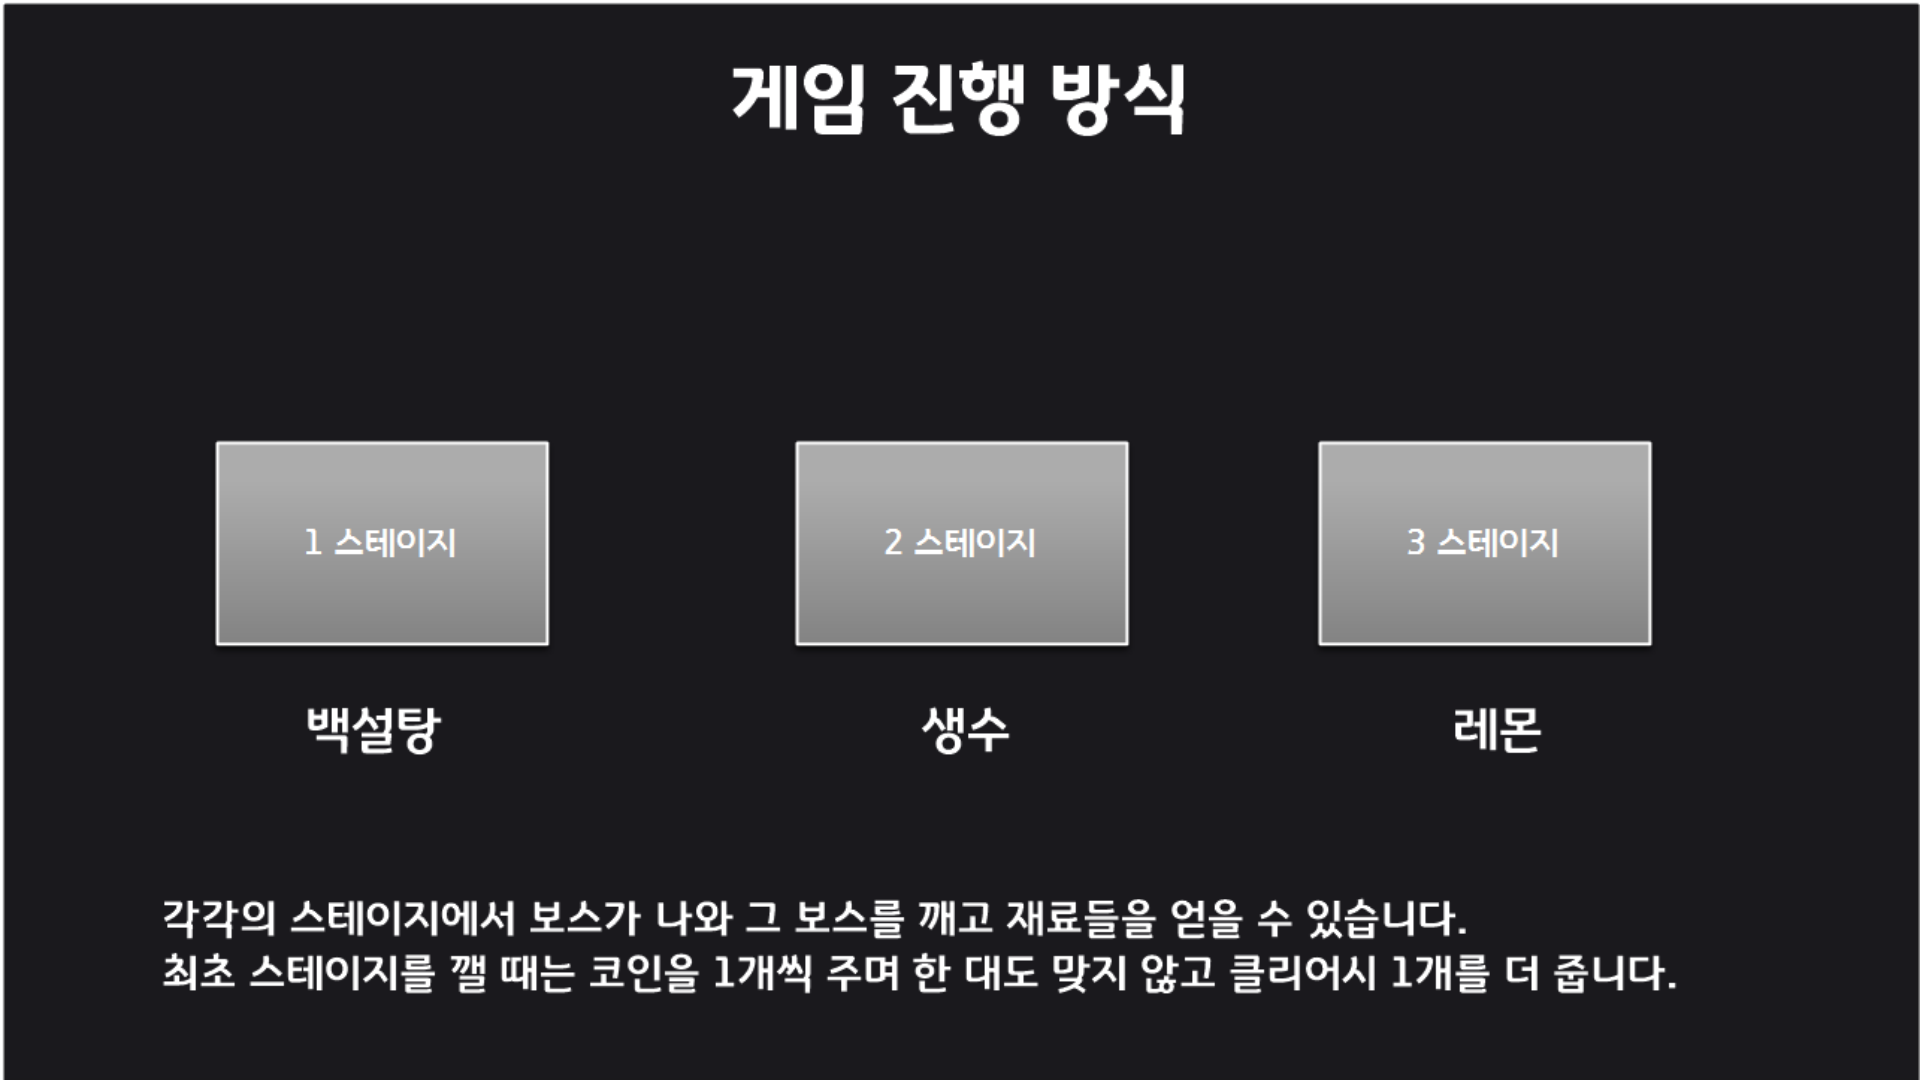 게임 진행 방식
1 스테이지
2 스테이지
3 스테이지
백설탕
생수
레몬
각각의 스테이지에서 보스가 나와 그 보스를 깨고 재료들을 얻을 수 있습니다.
최초 스테이지를 깰 때는 코인을 1개씩 주며 한 대도 맞지 않고 클리어시 1개를 더 줍니다.